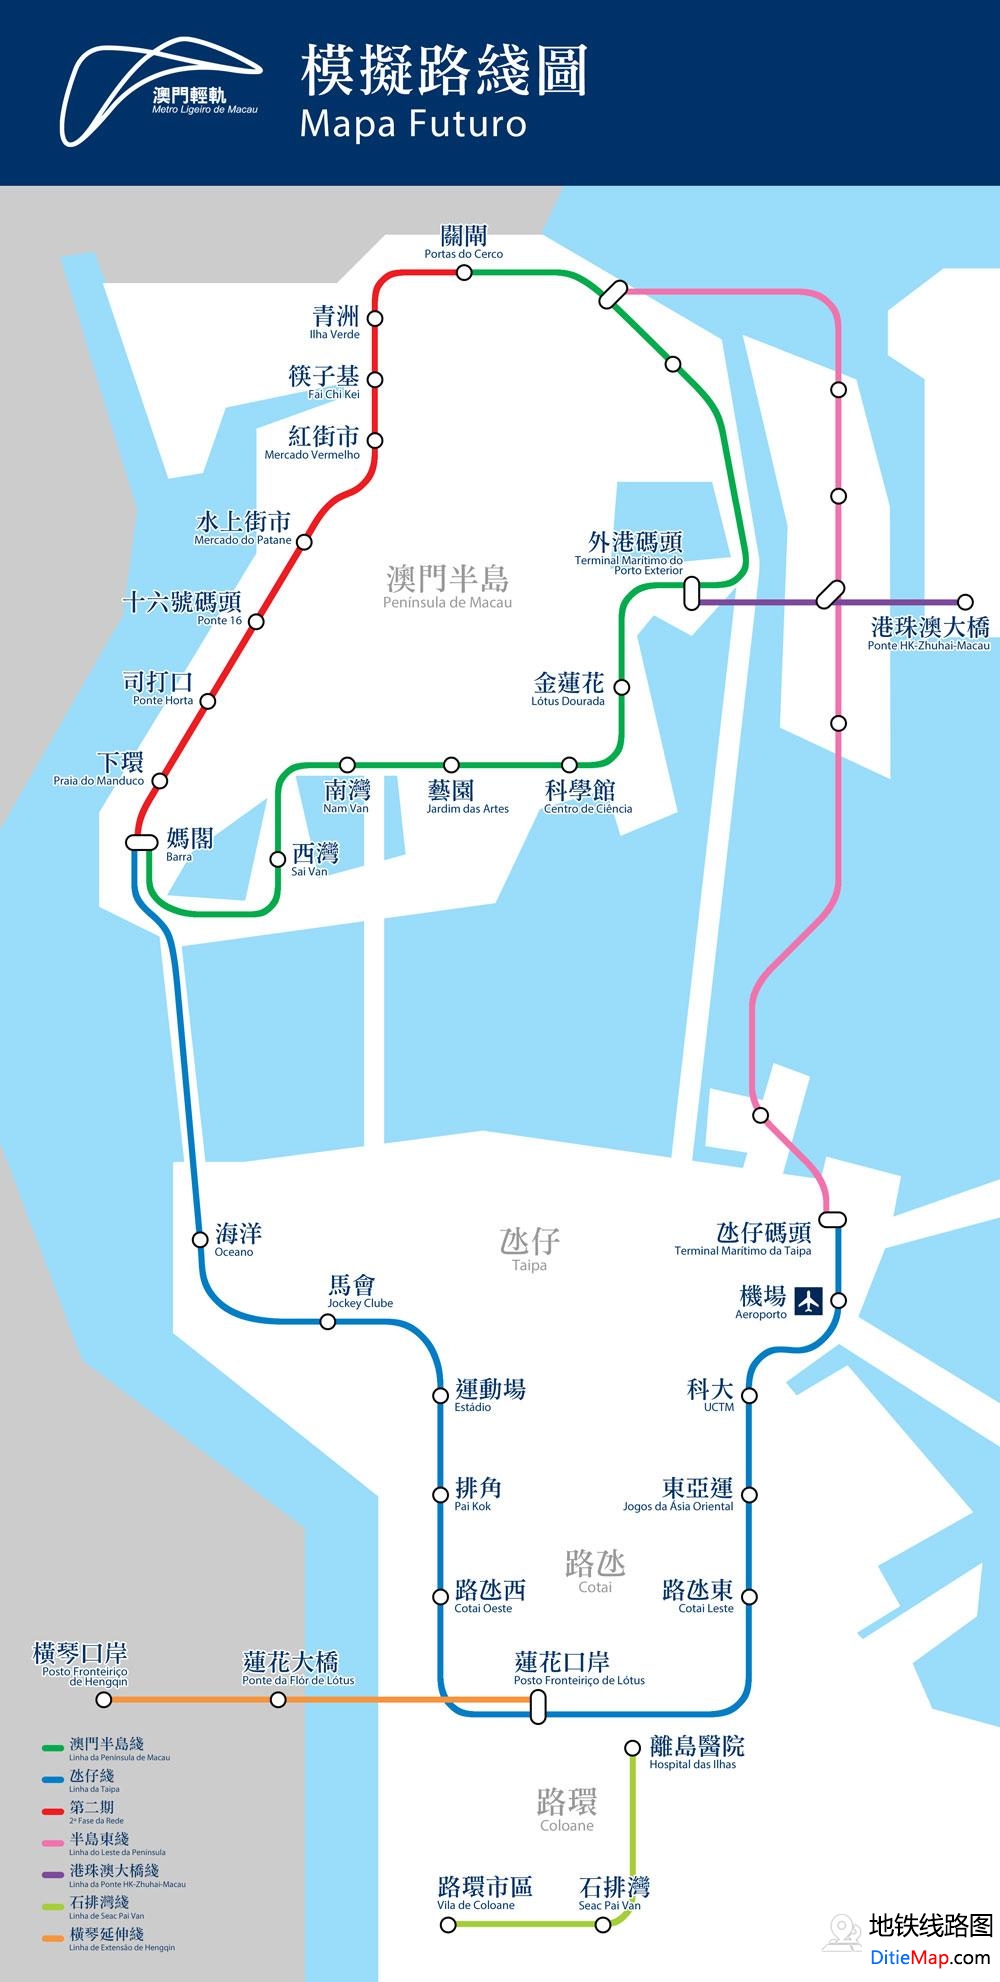 澳門輕軌
Metro Ligeiro de Macau
模擬路綫圖
Mapa Futuro
關閘
Portas do Cerco
青洲
Ilha Verde
筷子基
Fai Chi Kei
紅街市
Mercado Vermelho
水上街市
Mercado do Patane
外港碼頭
Terminal Marítimo do
Porto Exterior
澳門半島
Península de Macau
十六號碼頭
Ponte 16
港珠澳大橋
Ponte HK-Zhuhai-Macau
司打口
Ponte Horta
金蓮花
Lótus Dourada
下環
Praia do Manduco
南灣
Nam Van
藝園
Jardim das Artes
科學館
Centro de Ciência
媽閣
Barra
西灣
Sai Van
海洋
Oceano
氹仔
Taipa
氹仔碼頭
Terminal Marítimo da Taipa
馬會
Jockey Clube
機場
Aeroporto
運動場
Estádio
科大
UCTM
排角
Pai Kok
東亞運
Jogos da Ásia Oriental
路氹
Cotai
路氹西
Cotai Oeste
路氹東
Cotai Leste
橫琴口岸
Posto Fronteiriço
de Hengqin
蓮花大橋
Ponte da Flôr de Lótus
蓮花口岸
Posto Fronteiriço de Lótus
離島醫院
Hospital das Ilhas
路環
Coloane
路環市區
Vila de Coloane
石排灣
Seac Pai Van
澳門半島綫
Linha da Península de Macau
氹仔綫
Linha da Taipa
第二期
2ª Fase da Rede
半島東綫
Linha do Leste da Península
港珠澳大橋綫
Linha da Ponte HK-Zhuhai-Macau
石排灣綫
Linha de Seac Pai Van
橫琴延伸綫
Linha de Extensão de Hengqin
地铁线路图
DitieMap.com